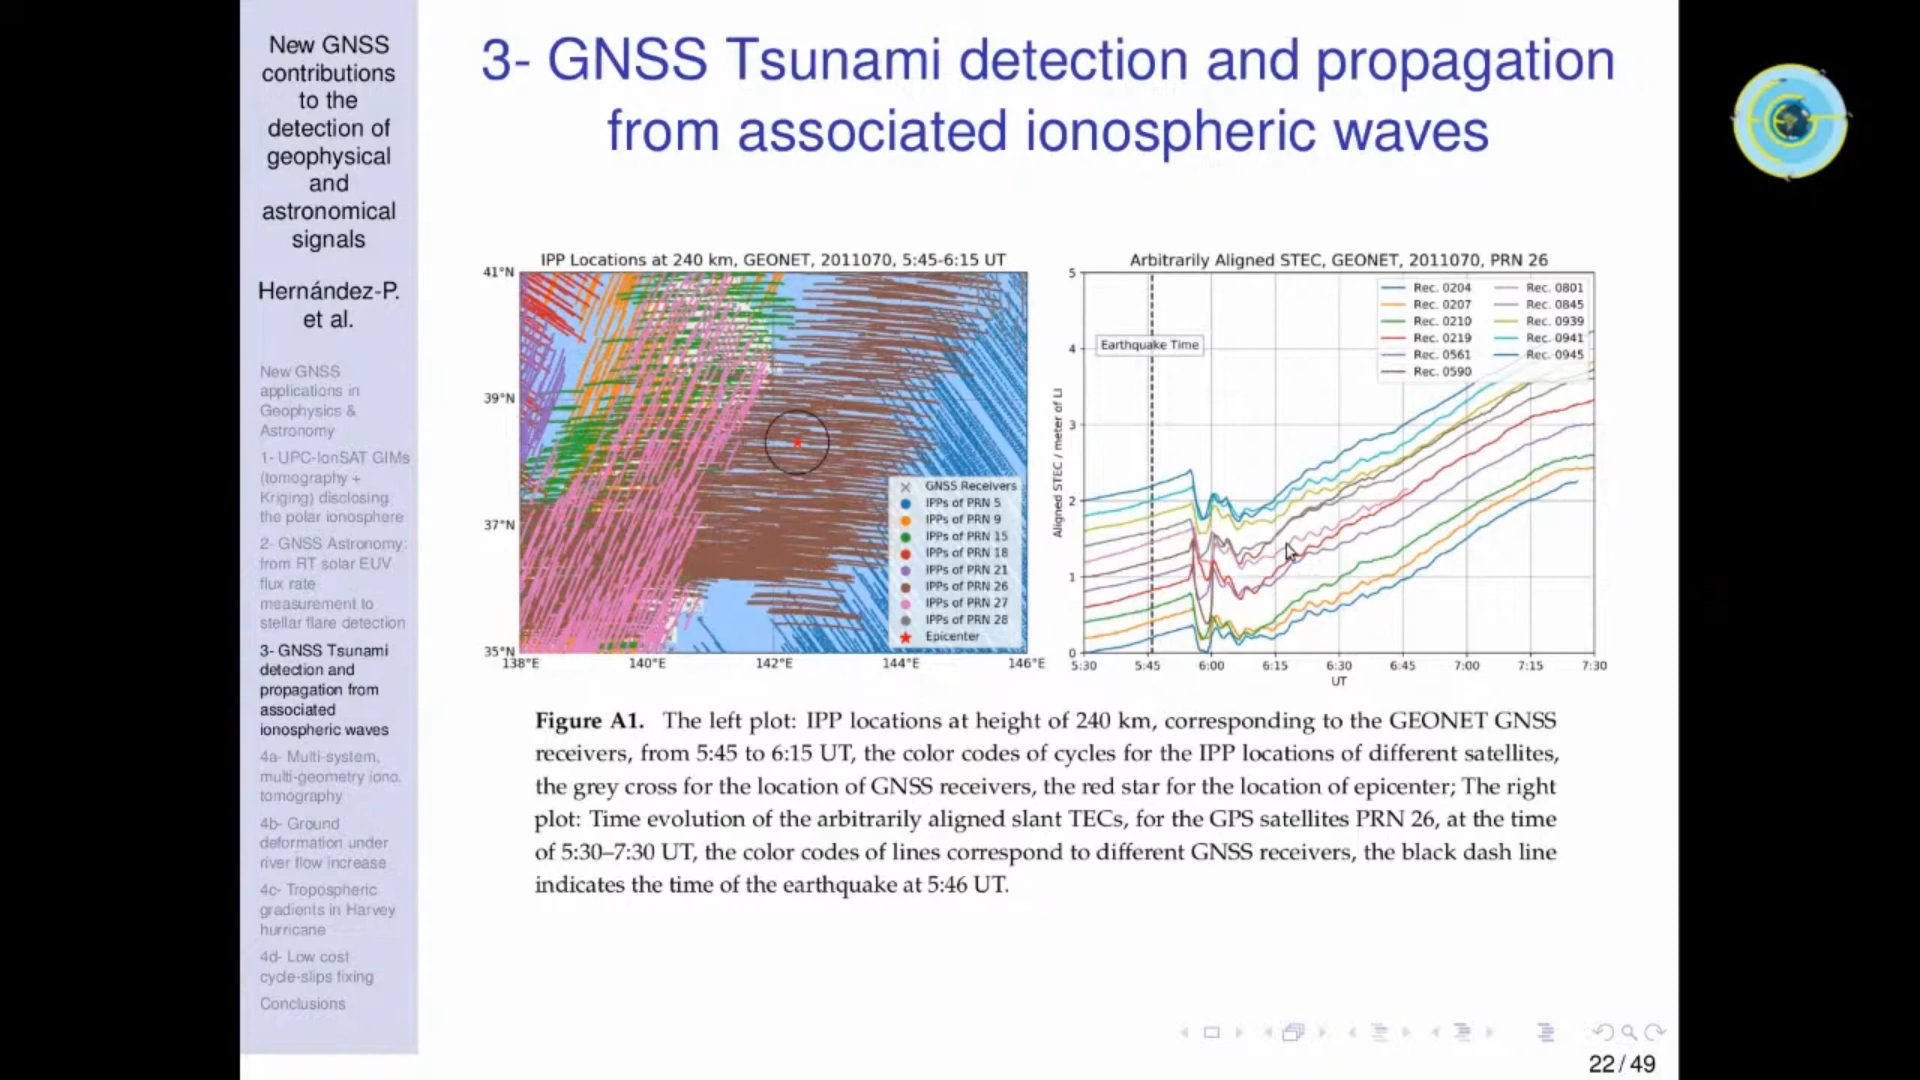 New GNSS
contributions
to the
detection of
geophysical
and
astronomical
signals
Hernández-P.
et al.
New GNSS
applications in
Geophysics &
Astronomy
1- UPC-IonSAT GIMs
(tomography +
Kriging) disclosing
the polar ionosphere
2- GNSS Astronomy:
from RT solar EUV
flux rate
measurement to
stellar flare detection
3- GNSS Tsunami
detection and
propagation from
associated
ionospheric waves
4a- Multi-system,
multi-geometry iono.
tomography
4b- Ground
deformation under
river flow increase
4c- Tropospheric
gradients in Harvey
hurricane
4d- Low cost
cycle-slips fixing
Conclusions
3- GNSS Tsunami detection and propagation
from associated ionospheric waves
IPP Locations at 240 km, GEONET, 2011070, 5:45-6:15 UT
41°N
39°N
37°N
35°N
138°E 140°E 142°E 144°E 146°E
GNSS Receivers
IPPs of PRN 5
IPPs of PRN 9
IPPs of PRN 15
IPPs of PRN 18
IPPs of PRN 21
IPPs of PRN 26
IPPs of PRN 27
IPPs of PRN 28
Epicenter
Arbitrarily Aligned STEC, GEONET, 2011070, PRN 26
Aligned STEC / meter of LI
5
4
3
2
1
0
Earthquake Time
Rec. 0204
Rec. 0207
Rec. 0210
Rec. 0219
Rec. 0561
Rec. 0590
Rec. 0801
Rec. 0845
Rec. 0939
Rec. 0941
Rec. 0945
5:30 5:45 6:00 6:15 6:30 6:45 7:00 7:15 7:30
UT
Figure A1. The left plot: IPP locations at height of 240 km, corresponding to the GEONET GNSS
receivers, from 5:45 to 6:15 UT, the color codes of cycles for the IPP locations of different satellites,
the grey cross for the location of GNSS receivers, the red star for the location of epicenter; The right
plot: Time evolution of the arbitrarily aligned slant TECs, for the GPS satellites PRN 26, at the time
of 5:30–7:30 UT, the color codes of lines correspond to different GNSS receivers, the black dash line
indicates the time of the earthquake at 5:46 UT.
22 / 49